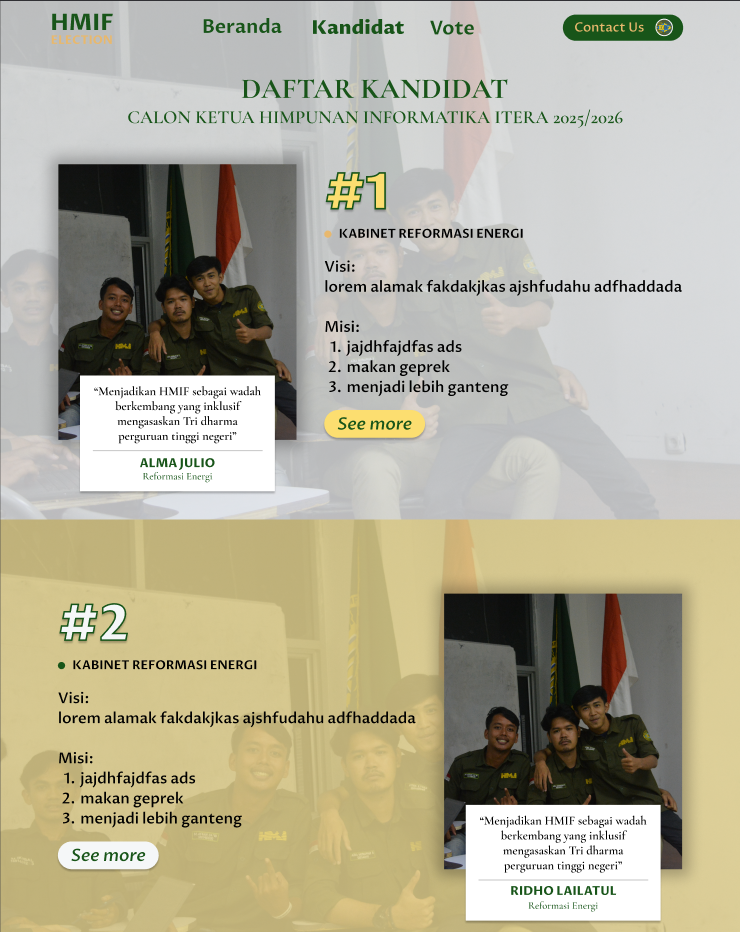 HMIF
ELECTION
Beranda
Kandidat
Vote
Contact Us
DAFTAR KANDIDAT
CALON KETUA HIMPUNAN INFORMATIKA ITERA 2025/2026
#1
KABINET REFORMASI ENERGI
Visi:
lorem alamak fakdakjkas ajshfudahu adfhaddada
Misi:
1. jajdhfajdfas ads
2. makan geprek
3. menjadi lebih ganteng
See more
“Menjadikan HMIF sebagai wadah
berkembang yang inklusif
mengasaskan Tri dharma
perguruan tinggi negeri”
ALMA JULIO
Reformasi Energi
#2
KABINET REFORMASI ENERGI
Visi:
lorem alamak fakdakjkas ajshfudahu adfhaddada
Misi:
1. jajdhfajdfas ads
2. makan geprek
3. menjadi lebih ganteng
See more
“Menjadikan HMIF sebagai wadah
berkembang yang inklusif
mengasaskan Tri dharma
perguruan tinggi negeri”
RIDHO LAILATUL
Reformasi Energi